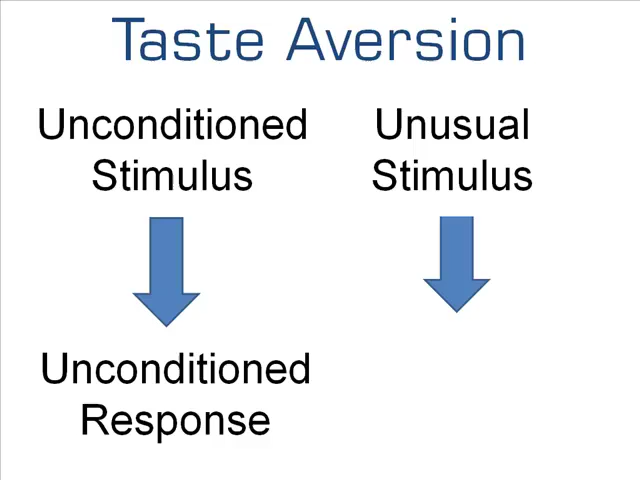 Taste Aversion
Unconditioned
Stimulus
Unusual
Stimulus
Unconditioned
Response